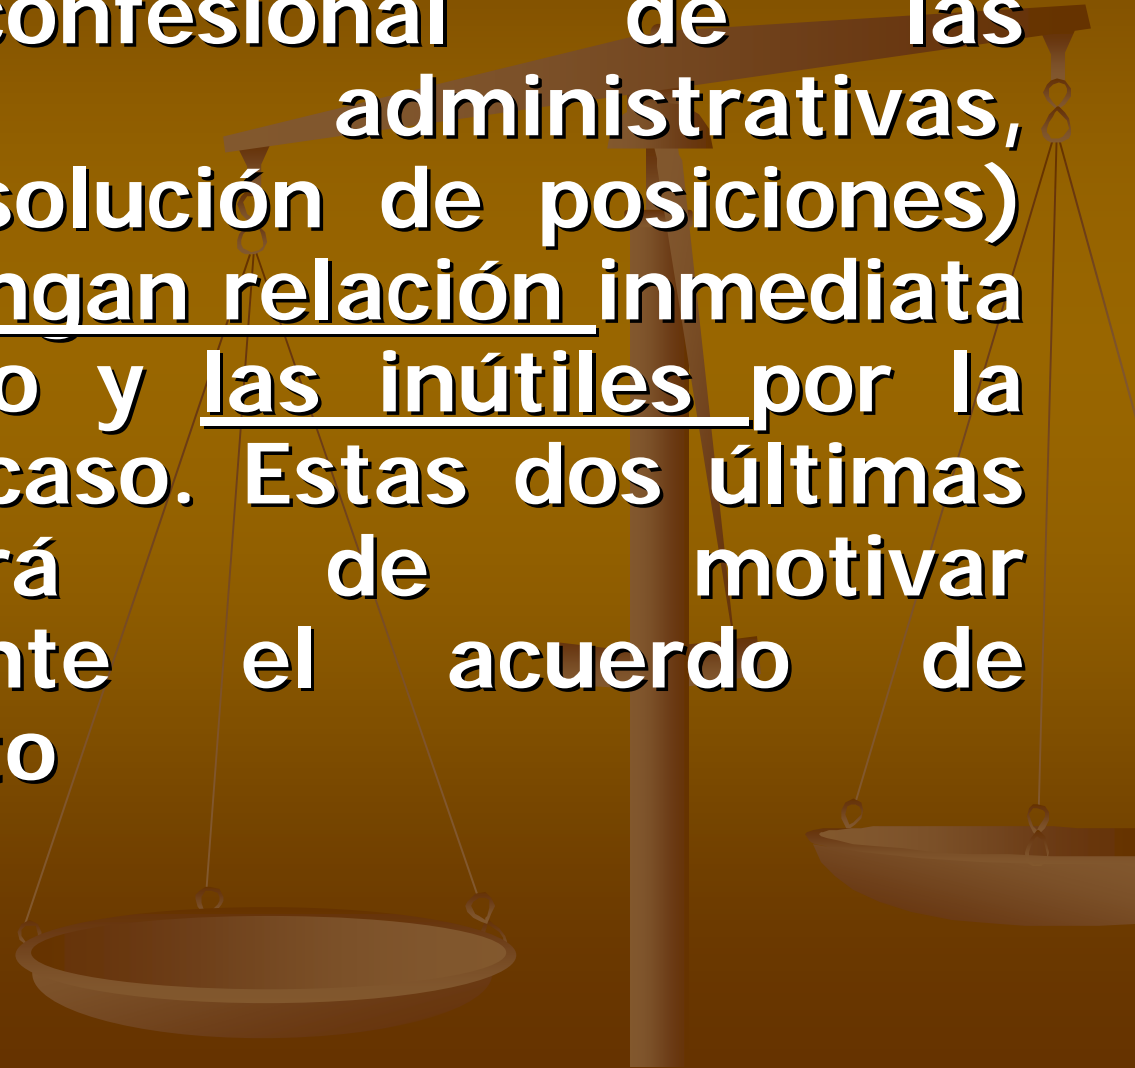 confesional de las
administrativas,
solución de posiciones)
ngan relación inmediata
o y las inútiles por la
caso. Estas dos últimas
rá de motivar
nte el acuerdo de
to